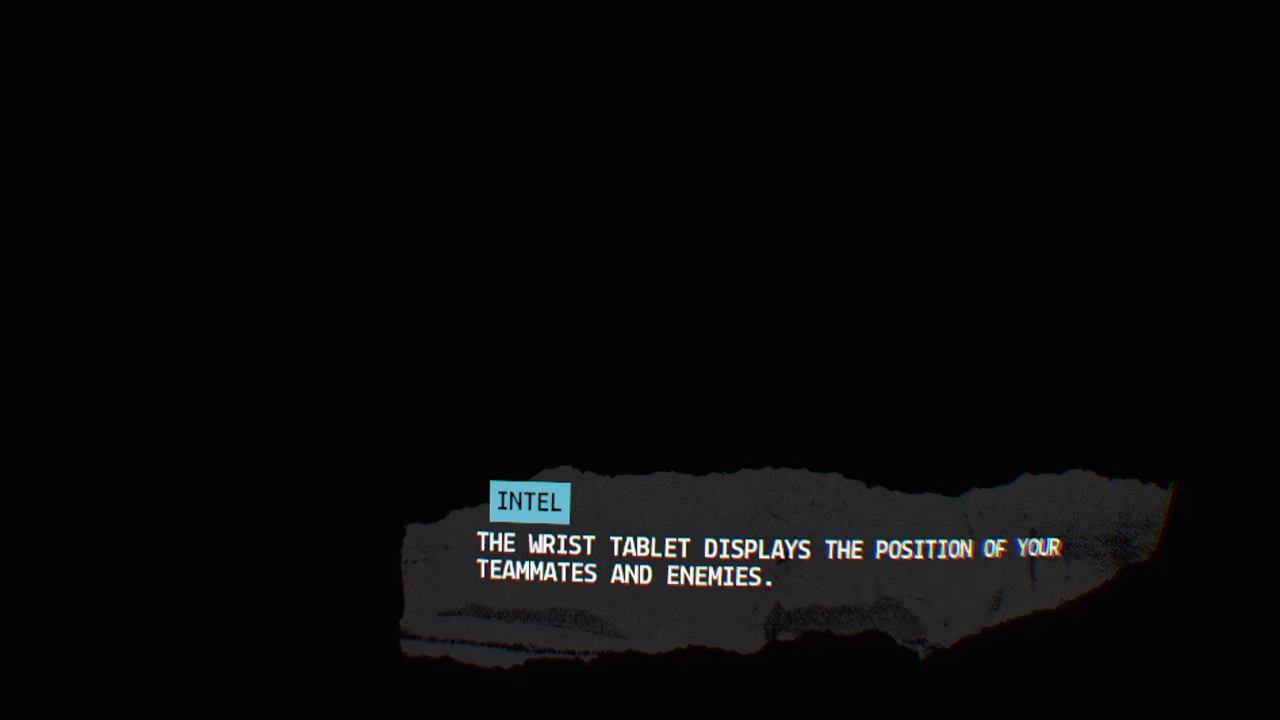 INTEL
THE WRIST TABLET DISPLAYS THE POSITION OF YOUR
TEAMMATES AND ENEMIES.